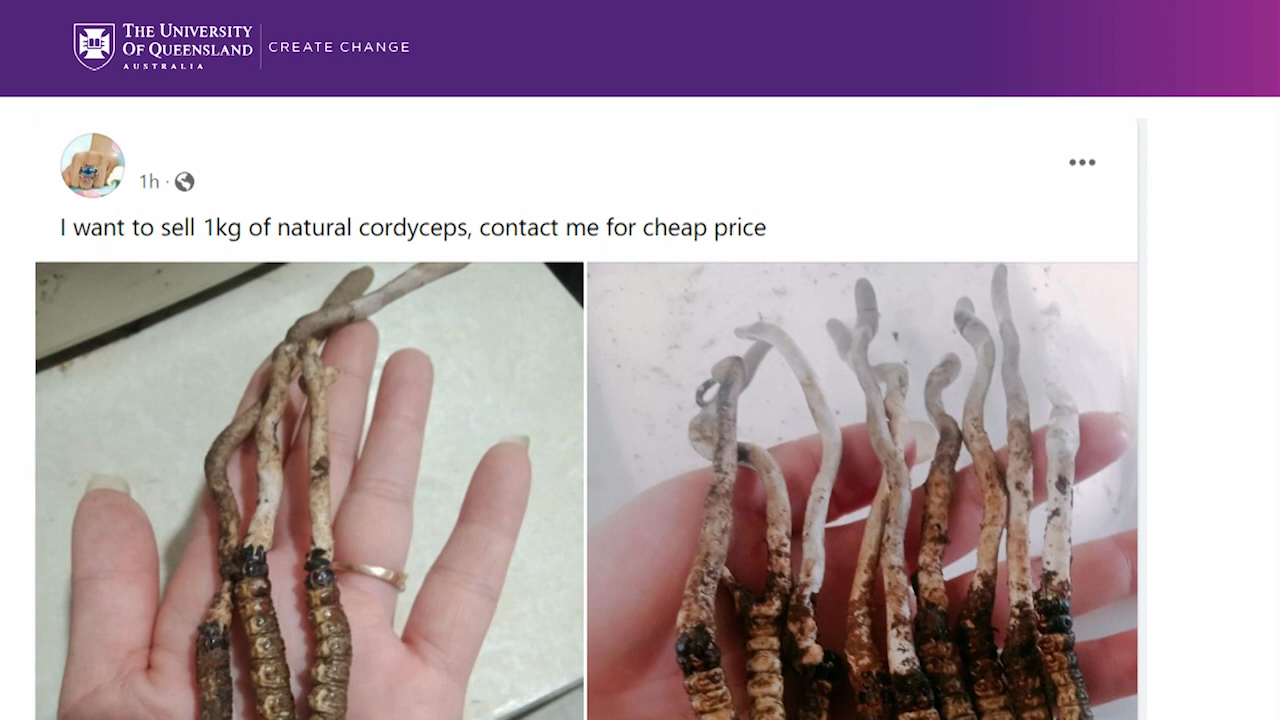 THE UNIVERSITY
OF QUEENSLAND
AUSTRALIA
CREATE CHANGE
1h ·
I want to sell 1kg of natural cordyceps, contact me for cheap price